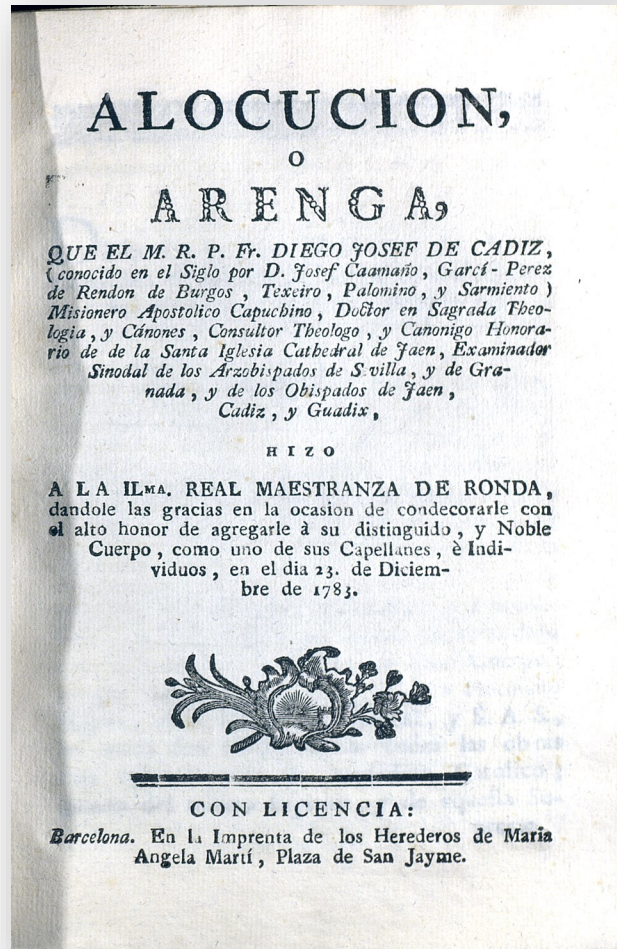 ALOCUCION,
O
ARENGA,
QUE EL M. R. P. Fr. DIEGO JOSEF DE CADIZ,
( conocido en el Siglo por D. Josef Caamaño, Garcí- Perez
de Rendon de Burgos, Texeiro, Palomino, y Sarmiento )
Misionero Apostolico Capuchino, Doctor en Sagrada Theo-
logia, y Cánones, Consultor Theologo, y Canonigo Honora-
rio de de la Santa Iglesia Cathedral de Jaen, Examinador
Sinodal de los Arzobispados de Sevilla, y de Gra-
nada, y de los Obispados de Jaen,
Cadiz, y Guadix,
HIZO
A LA ILMA. REAL MAESTRANZA DE RONDA,
dandole las gracias en la ocasion de condecorarle con
el alto honor de agregarle à su distinguido, y Noble
Cuerpo, como uno de sus Capellanes, è Indi-
viduos, en el dia 23. de Diciem-
bre de 1783.
CON LICENCIA:
Barcelona. En la Imprenta de los Herederos de Maria
Angela Martí, Plaza de San Jayme.